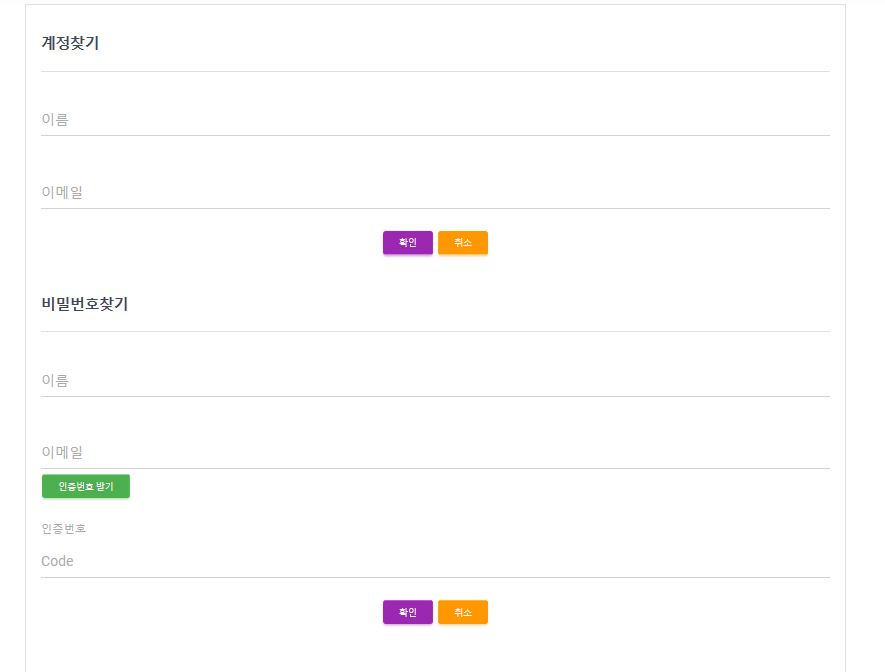 계정찾기
이름
이메일
확인 취소
비밀번호찾기
이름
이메일
인증번호 받기
인증번호
Code
확인 취소